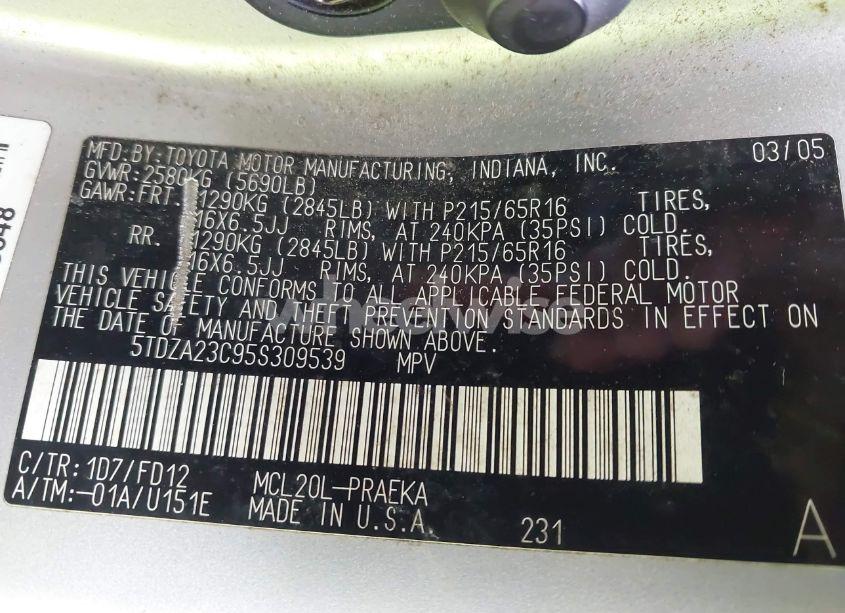 MFD.BY:TOYOTA MOTOR MANUFACTURING, INDIANA, INC. 03/05
GVWR:2580KG (5690LB)
GAWR:FRT. 1290KG (2845LB) WITH P215/65R16 TIRES,
16X6.5JJ RIMS, AT 240KPA (35PSI) COLD.
RR. 1290KG (2845LB) WITH P215/65R16 TIRES,
16X6.5JJ RIMS, AT 240KPA (35PSI) COLD.
THIS VEHICLE CONFORMS TO ALL APPLICABLE FEDERAL MOTOR
VEHICLE SAFETY AND THEFT PREVENTION STANDARDS IN EFFECT ON
THE DATE OF MANUFACTURE SHOWN ABOVE.
5TDZA23C95S309539 MPV
C/TR: 1D7/FD12 MCL20L-PRAEKA
A/TM:-01A/U151E MADE IN U.S.A. 231 A